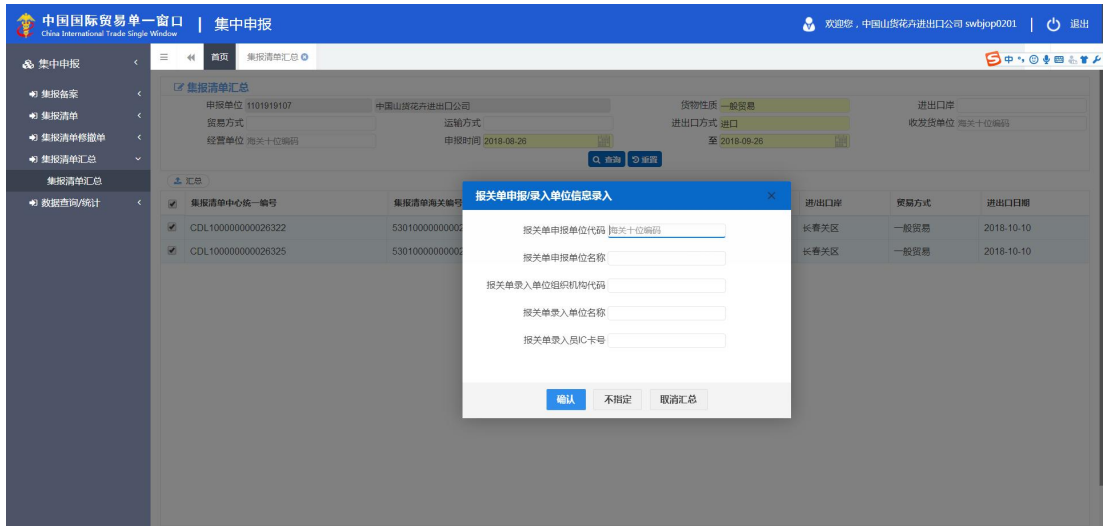 中国国际贸易单一窗口 | 集中申报
China International Trade Single Window
欢迎您，中国山货花卉进出口公司 swbjop0201 | 退出
集中申报
首页 集报清单汇总
中
集报备案
集报清单
集报清单修撤单
集报清单汇总
集报清单汇总
数据查询/统计
集报清单汇总
申报单位 1101919107 中国山货花卉进出口公司 货物性质 一般贸易 进出口岸
贸易方式 运输方式 进出口方式 进口 收发货单位 海关十位编码
经营单位 海关十位编码 申报时间 2018-08-26 至 2018-09-26
查询 重置
汇总
集报清单中心统一编号 集报清单海关编号 进/出口岸 贸易方式 进出口日期
CDL100000000026322 53010000000002 长春关区 一般贸易 2018-10-10
CDL100000000026325 53010000000002 长春关区 一般贸易 2018-10-10
报关单申报/录入单位信息录入
报关单申报单位代码 海关十位编码
报关单申报单位名称
报关单录入单位组织机构代码
报关单录入单位名称
报关单录入员IC卡号
确认 不指定 取消汇总